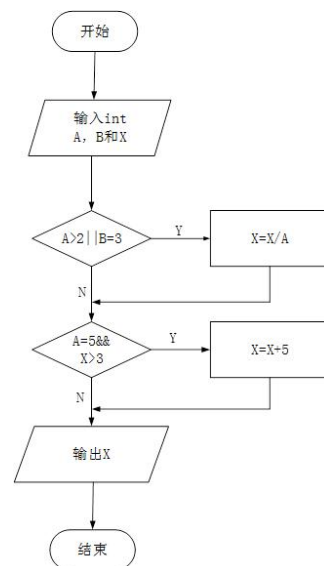 开始
输入int
A，B和X
A>2||B=3
Y
X=X/A
N
A=5&&
X>3
Y
X=X+5
N
输出X
结束